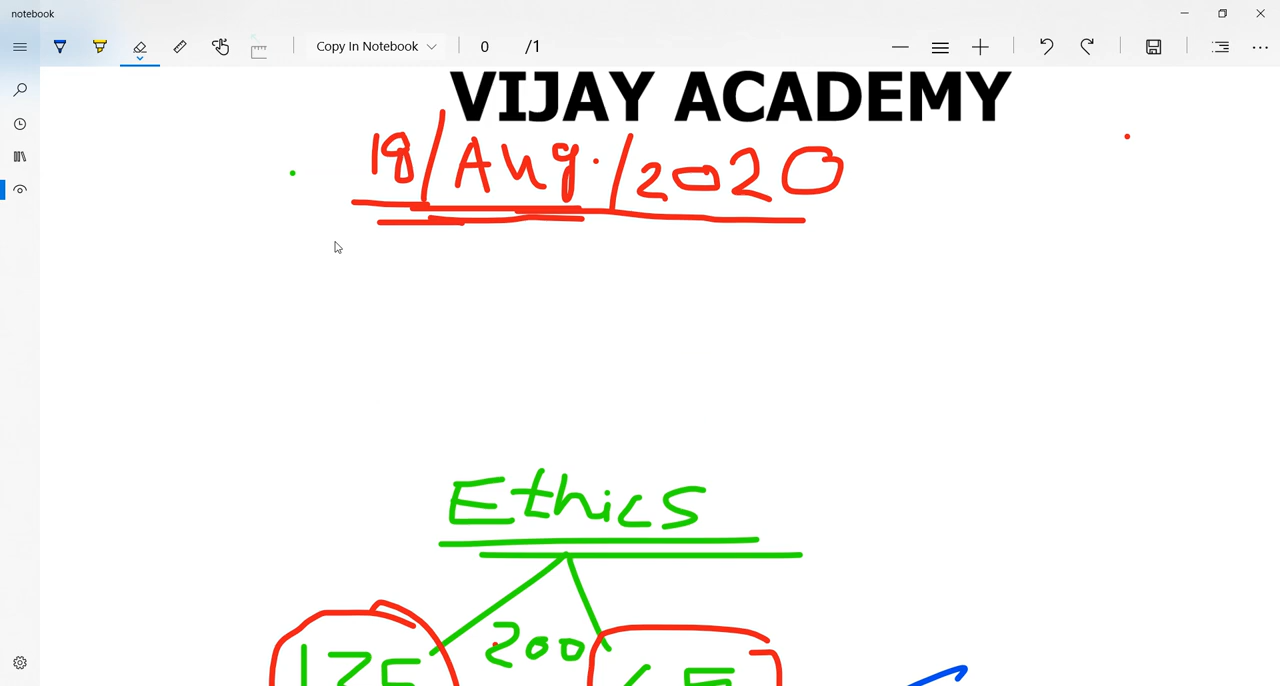 notebook
Copy In Notebook
0 /1
VIJAY ACADEMY
18/Aug./2020
Ethics
200